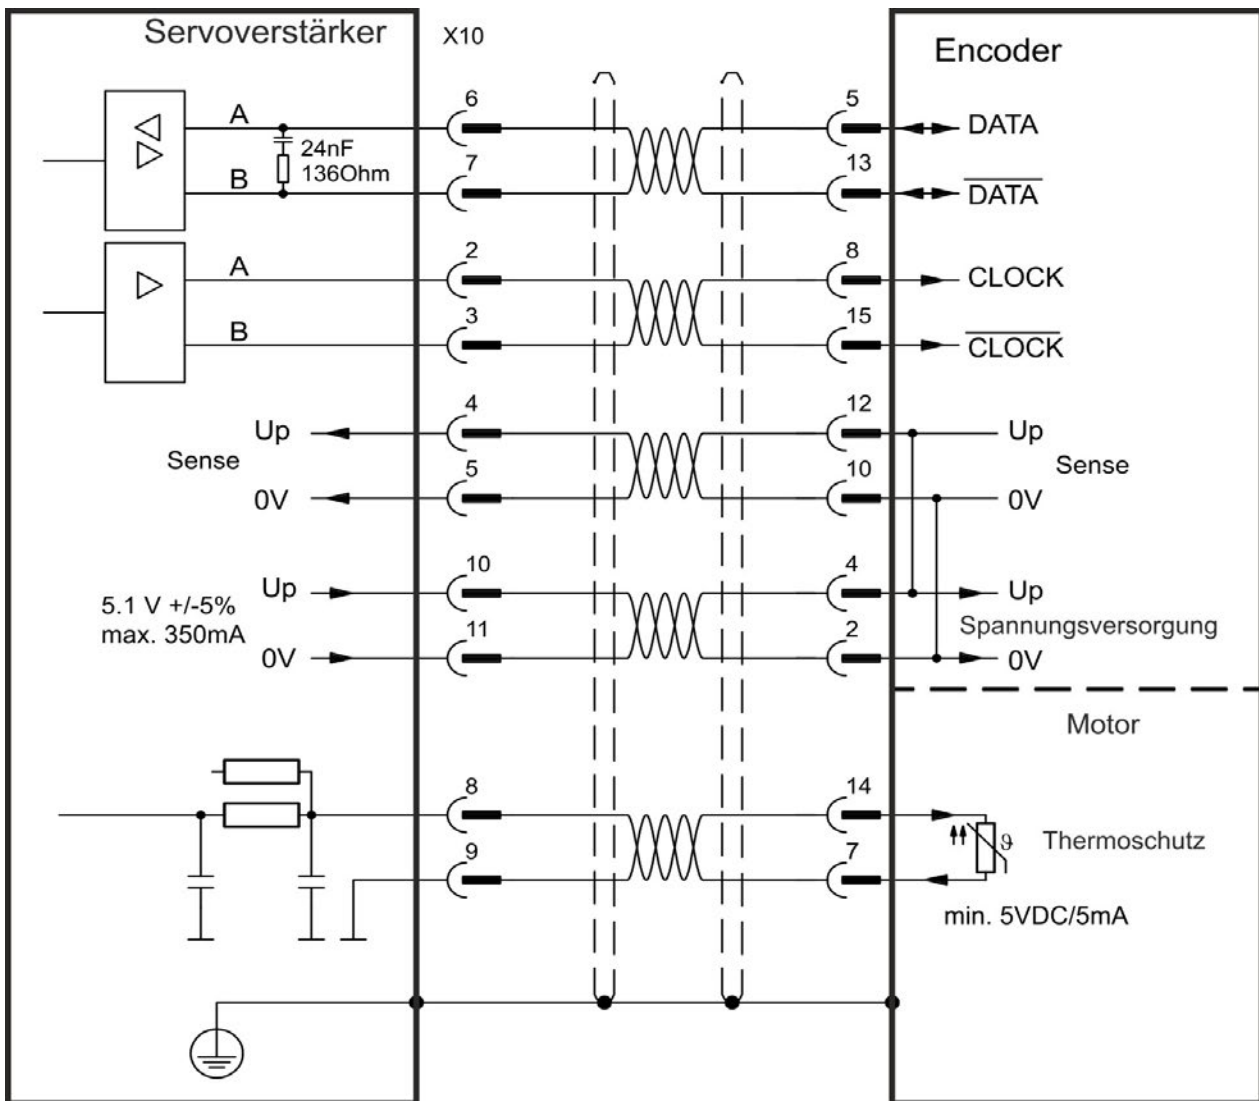 Servoverstärker
X10
Encoder
6
5
A
DATA
24nF
136Ohm
7
13
B
DATA
2
8
A
CLOCK
3
15
B
CLOCK
4
12
Up
Up
Sense
Sense
5
10
0V
0V
10
4
Up
Up
5.1 V +/-5%
max. 350mA
Spannungsversorgung
11
2
0V
0V
Motor
8
14
9
7
ϑ
Thermoschutz
min. 5VDC/5mA